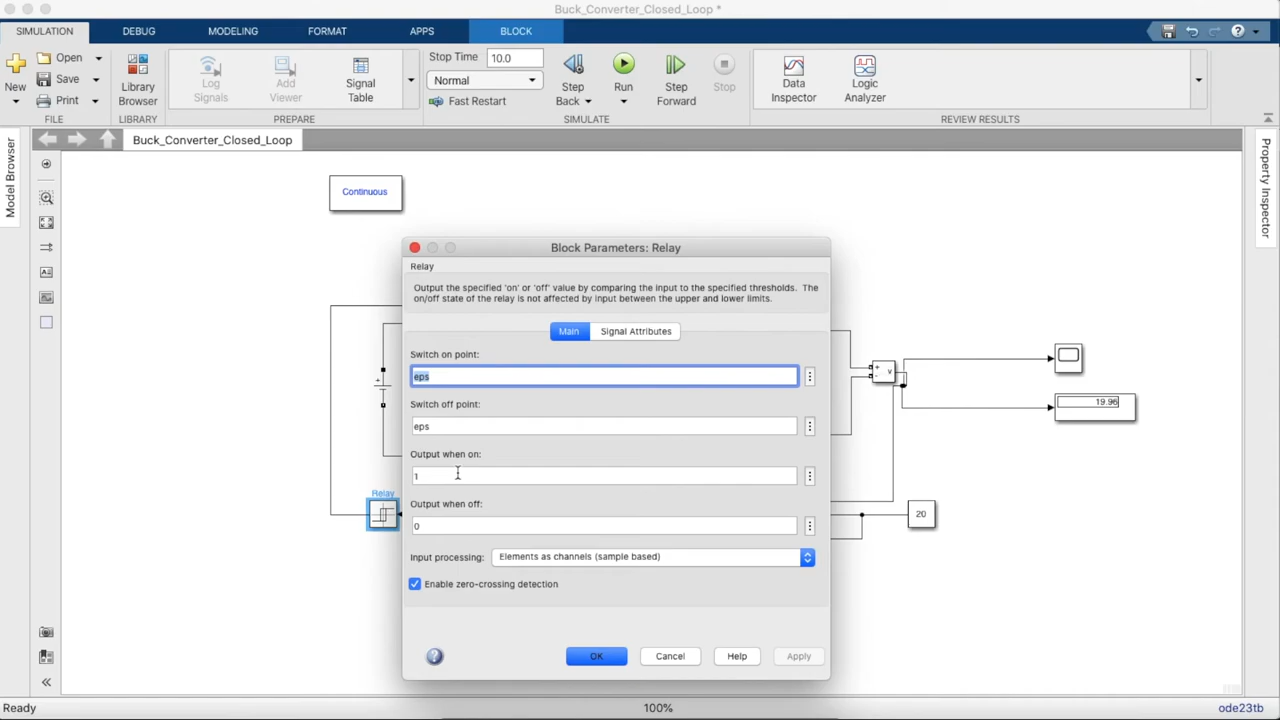 Buck_Converter_Closed_Loop *
SIMULATION DEBUG MODELING FORMAT APPS BLOCK
New
Open
Save
Print
FILE
Library Browser
LIBRARY
Log Signals
Add Viewer
Signal Table
PREPARE
Stop Time 10.0
Normal
Fast Restart
Step Back
Run
Step Forward
Stop
SIMULATE
Data Inspector
Logic Analyzer
REVIEW RESULTS
Model Browser
Buck_Converter_Closed_Loop
Property Inspector
Continuous
Block Parameters: Relay
Relay
Output the specified 'on' or 'off' value by comparing the input to the specified thresholds. The
on/off state of the relay is not affected by input between the upper and lower limits.
Main Signal Attributes
Switch on point:
eps
Switch off point:
eps
Output when on:
1
Output when off:
0
Input processing: Elements as channels (sample based)
Enable zero-crossing detection
OK Cancel Help Apply
Relay
+
+
-
v
19.96
20
Ready 100% ode23tb